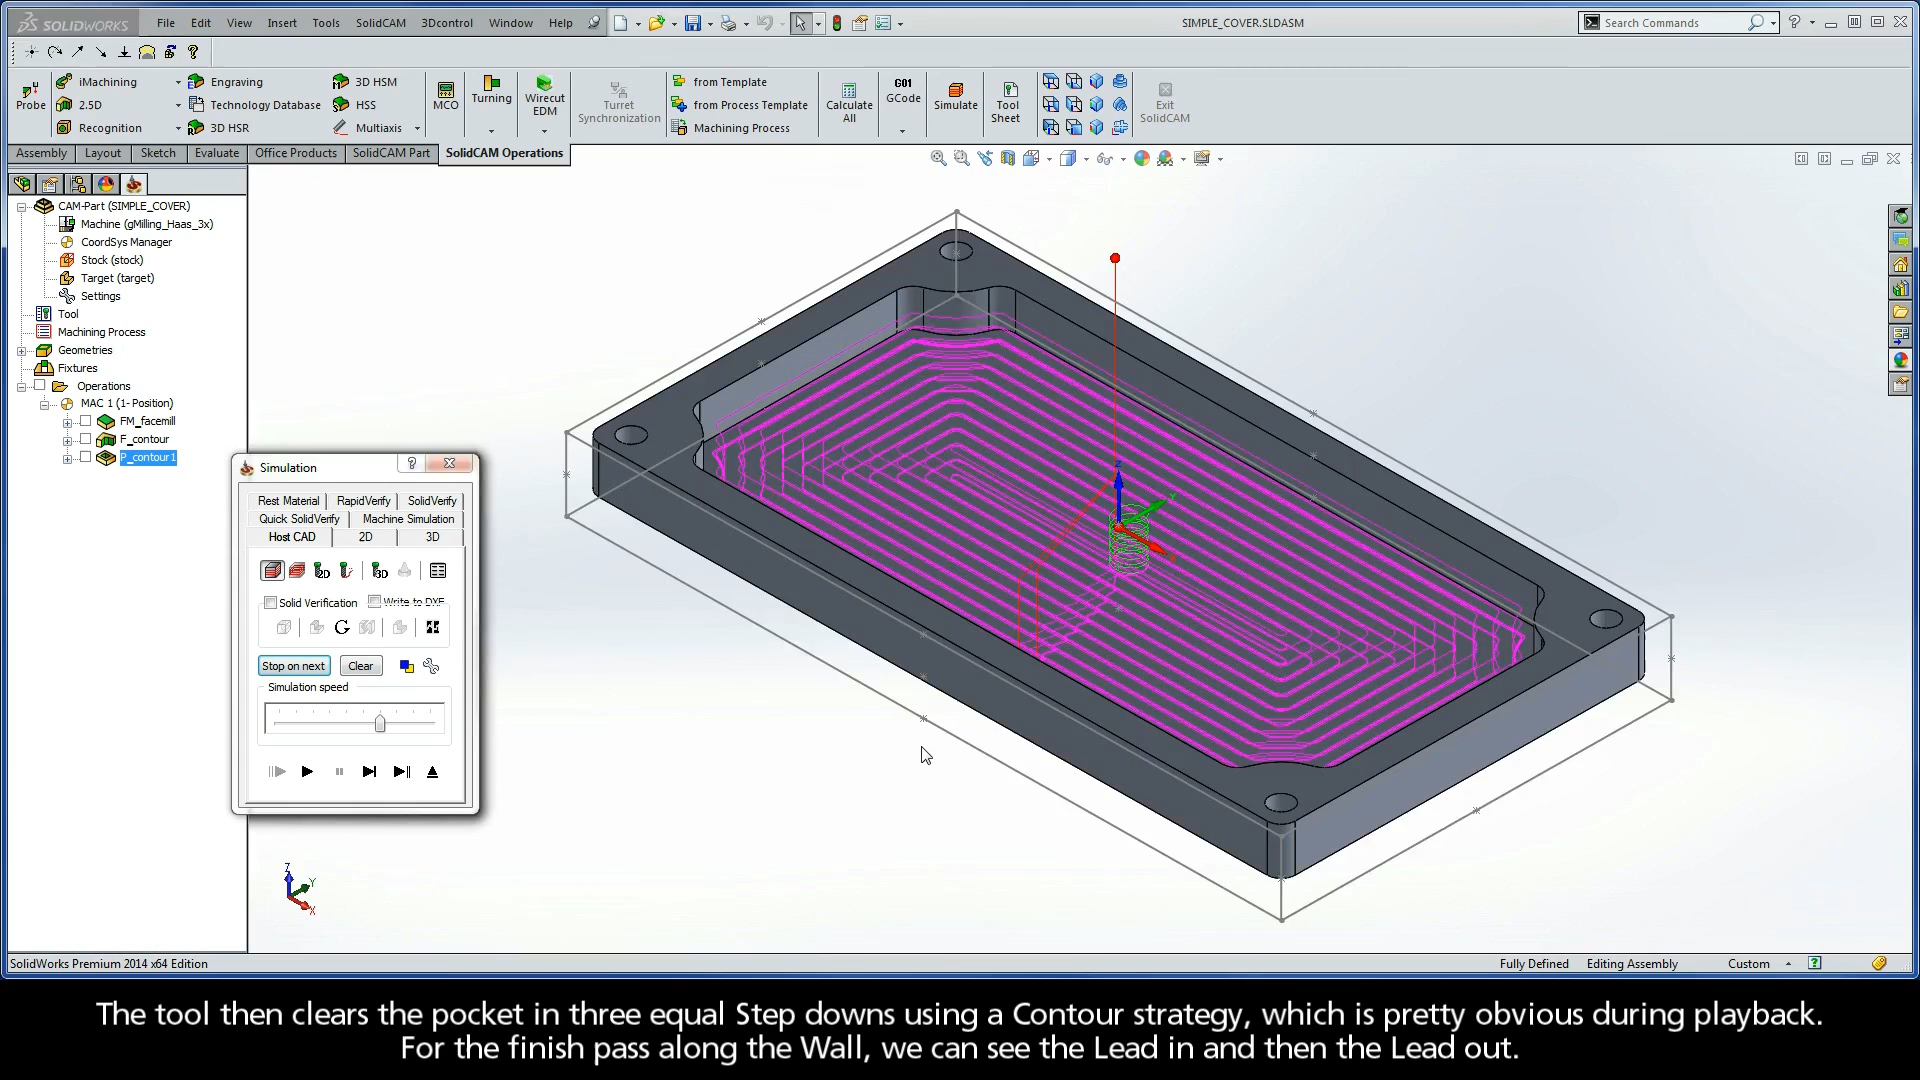 SOLIDWORKS
File Edit View Insert Tools SolidCAM 3Dcontrol Window Help
SIMPLE_COVER.SLDASM
Search Commands
Probe
iMachining
2.5D
Recognition
Engraving
Technology Database
3D HSR
3D HSM
HSS
Multiaxis
MCO
Turning
Wirecut
EDM
Turret
Synchronization
from Template
from Process Template
Machining Process
Calculate
All
G01
GCode
Simulate
Tool
Sheet
Exit
SolidCAM
Assembly Layout Sketch Evaluate Office Products SolidCAM Part SolidCAM Operations
CAM-Part (SIMPLE_COVER)
Machine (gMilling_Haas_3x)
CoordSys Manager
Stock (stock)
Target (target)
Settings
Tool
Machining Process
Geometries
Fixtures
Operations
MAC 1 (1- Position)
FM_facemill
F_contour
P_contour1
Simulation
Rest Material RapidVerify SolidVerify
Quick SolidVerify Machine Simulation
Host CAD 2D 3D
2D 3D
Solid Verification Write to DXF
Stop on next Clear
Simulation speed
Z
Y
Z
Y
X
SolidWorks Premium 2014 x64 Edition
Fully Defined Editing Assembly Custom
The tool then clears the pocket in three equal Step downs using a Contour strategy, which is pretty obvious during playback.
For the finish pass along the Wall, we can see the Lead in and then the Lead out.